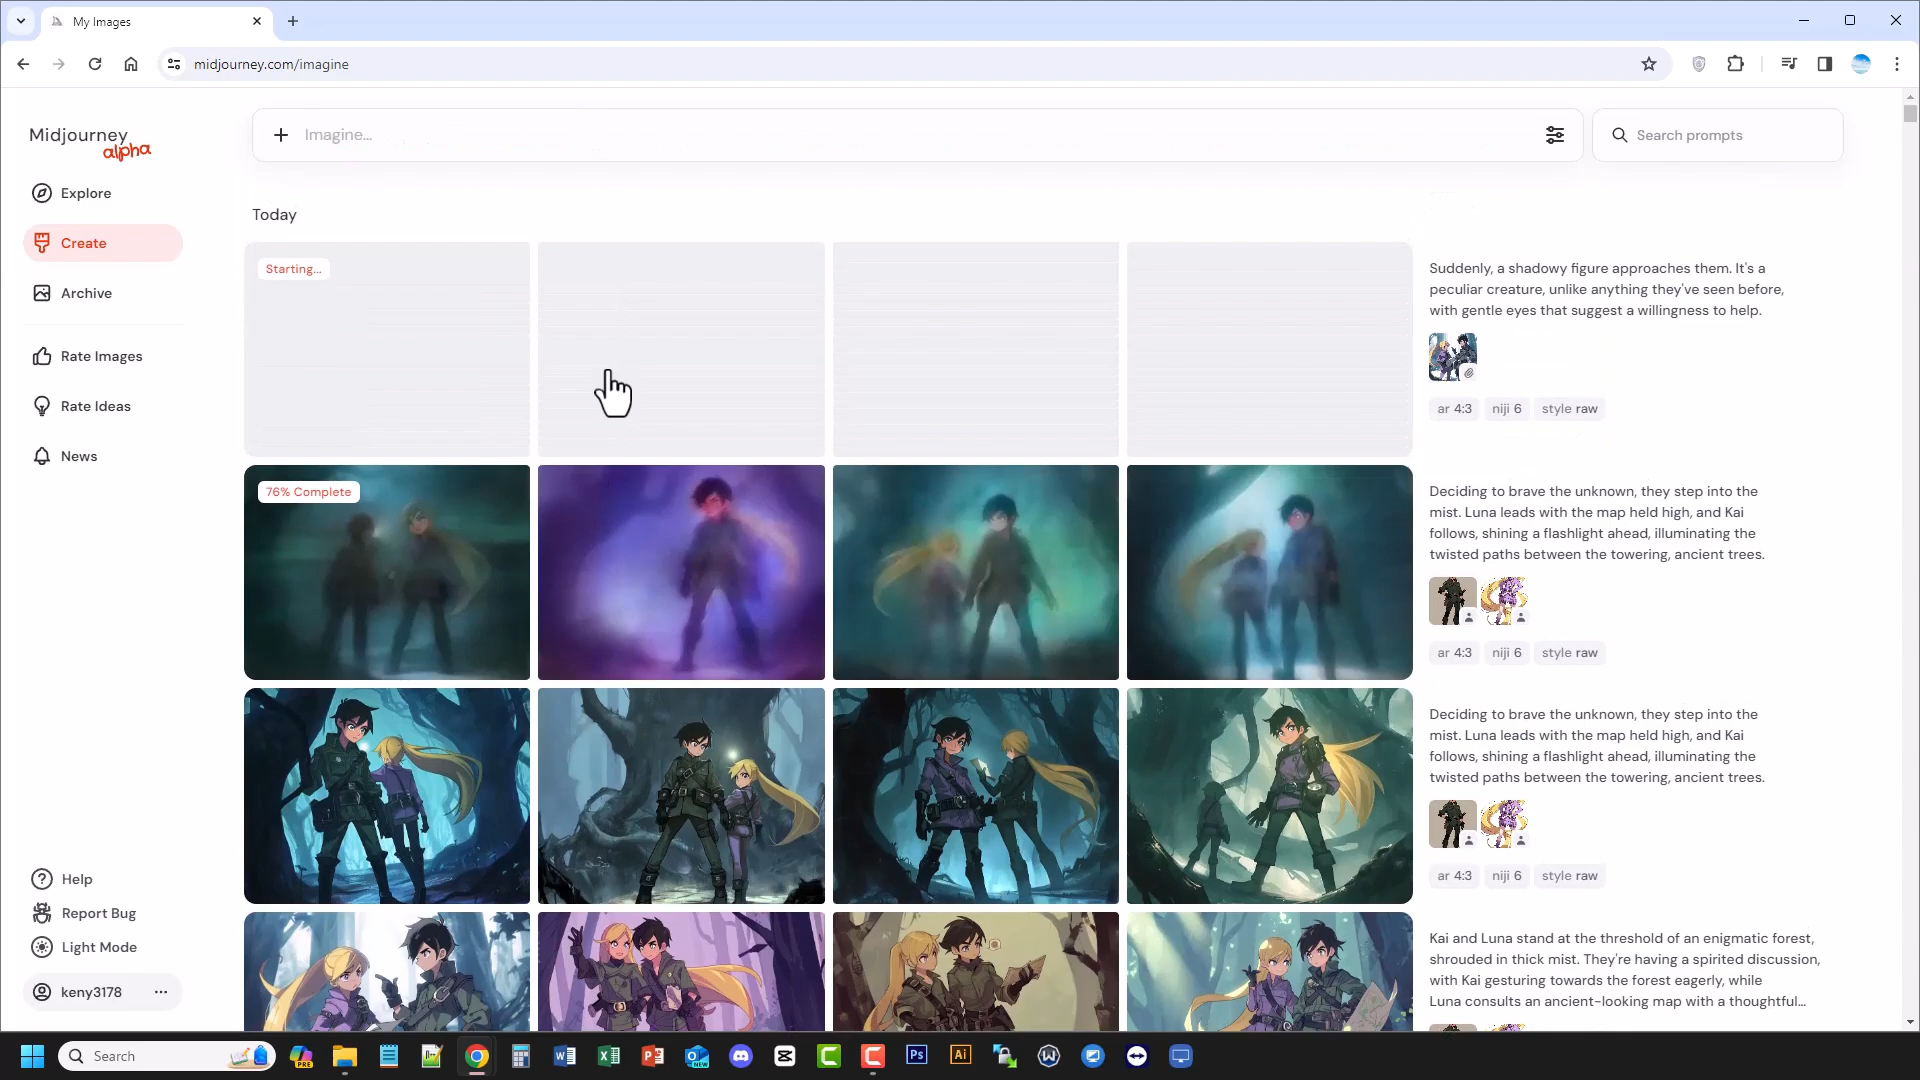 My Images
midjourney.com/imagine
Midjourney
alpha
Imagine...
Search prompts
Explore
Create
Archive
Rate Images
Rate Ideas
News
Today
Starting...
Suddenly, a shadowy figure approaches them. It's a
peculiar creature, unlike anything they've seen before,
with gentle eyes that suggest a willingness to help.
ar 4:3 niji 6 style raw
76% Complete
Deciding to brave the unknown, they step into the
mist. Luna leads with the map held high, and Kai
follows, shining a flashlight ahead, illuminating the
twisted paths between the towering, ancient trees.
ar 4:3 niji 6 style raw
Deciding to brave the unknown, they step into the
mist. Luna leads with the map held high, and Kai
follows, shining a flashlight ahead, illuminating the
twisted paths between the towering, ancient trees.
ar 4:3 niji 6 style raw
Kai and Luna stand at the threshold of an enigmatic forest,
shrouded in thick mist. They're having a spirited discussion,
with Kai gesturing towards the forest eagerly, while
Luna consults an ancient-looking map with a thoughtful...
Help
Report Bug
Light Mode
keny3178
Search
PRE
W
X
P
NEW
C
C
Ps
Ai
W